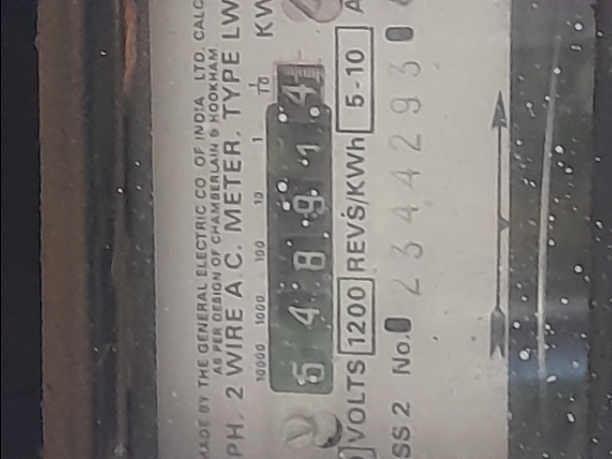 MADE BY THE GENERAL ELECTRIC CO OF INDIA LTD. CALC
AS PER DESIGN OF CHAMBERLAIN & HOOKHAM.
PH. 2 WIRE A.C. METER. TYPE LW
KW
10000 1000 100 10 1 1/10
5 4 8 9 1 4
VOLTS 1200 REVS/KWh 5-10 A
SS 2 No. 2344293